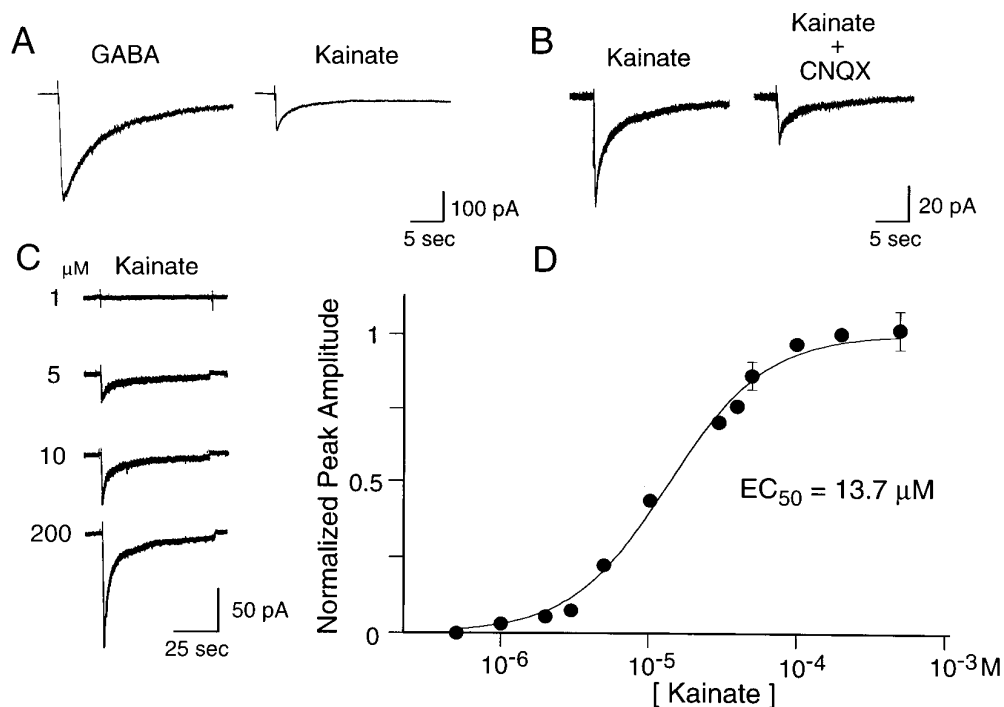 A
GABA
Kainate
100 pA
5 sec
B
Kainate
Kainate
+
CNQX
20 pA
5 sec
C
μM Kainate
1
5
10
200
50 pA
25 sec
D
Normalized Peak Amplitude
1
0.5
0
EC50 = 13.7 μM
10-6
10-5
10-4
10-3 M
[ Kainate ]